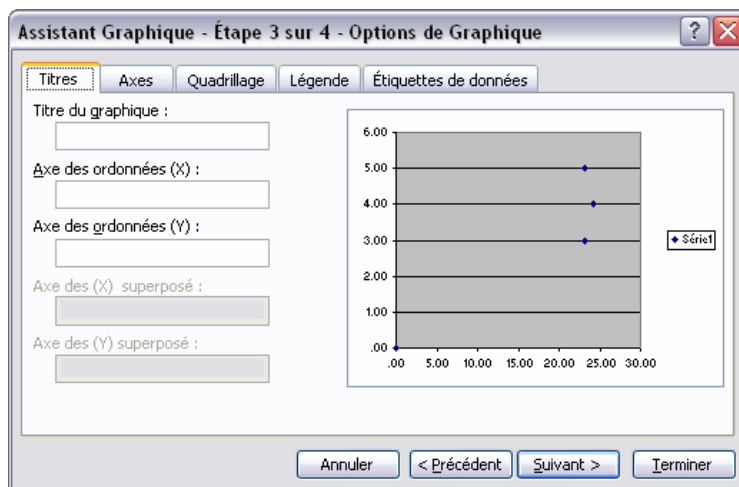 Assistant Graphique - Étape 3 sur 4 - Options de Graphique
?
Titres
Axes
Quadrillage
Légende
Étiquettes de données
Titre du graphique :
Axe des ordonnées (X) :
Axe des ordonnées (Y) :
Axe des (X) superposé :
Axe des (Y) superposé :
6.00
5.00
4.00
3.00
2.00
1.00
.00
.00 5.00 10.00 15.00 20.00 25.00 30.00
Série1
Annuler
< Précédent
Suivant >
Terminer